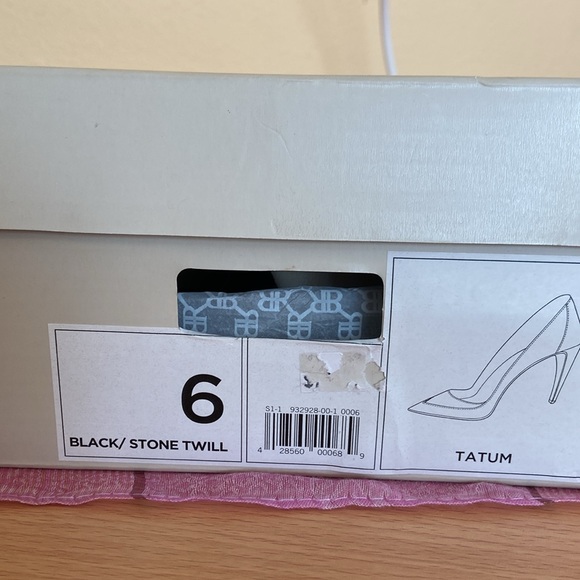 6
BLACK/ STONE TWILL
S1-1 932928-00-1 0006
4 28560 00068 9
TATUM